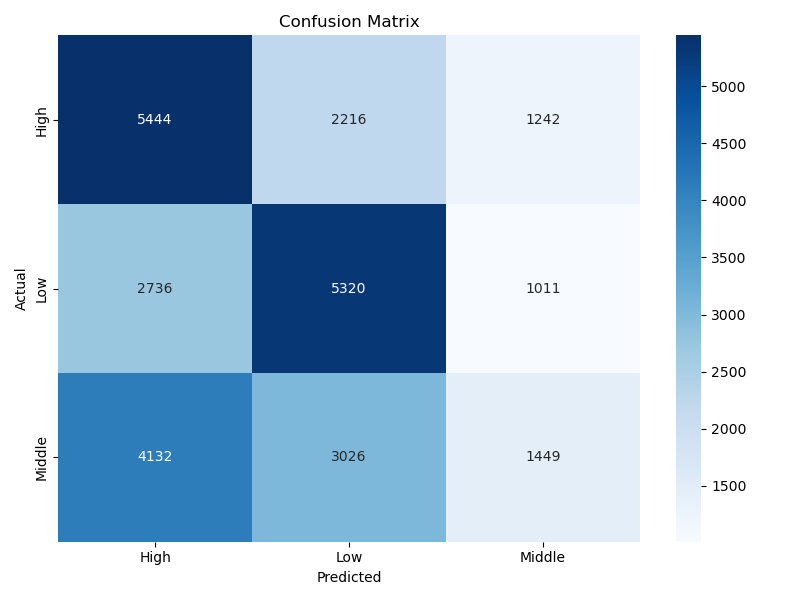 Confusion Matrix
High
5444
2216
1242
Low
2736
5320
1011
Middle
4132
3026
1449
Actual
High
Low
Middle
Predicted
5000
4500
4000
3500
3000
2500
2000
1500